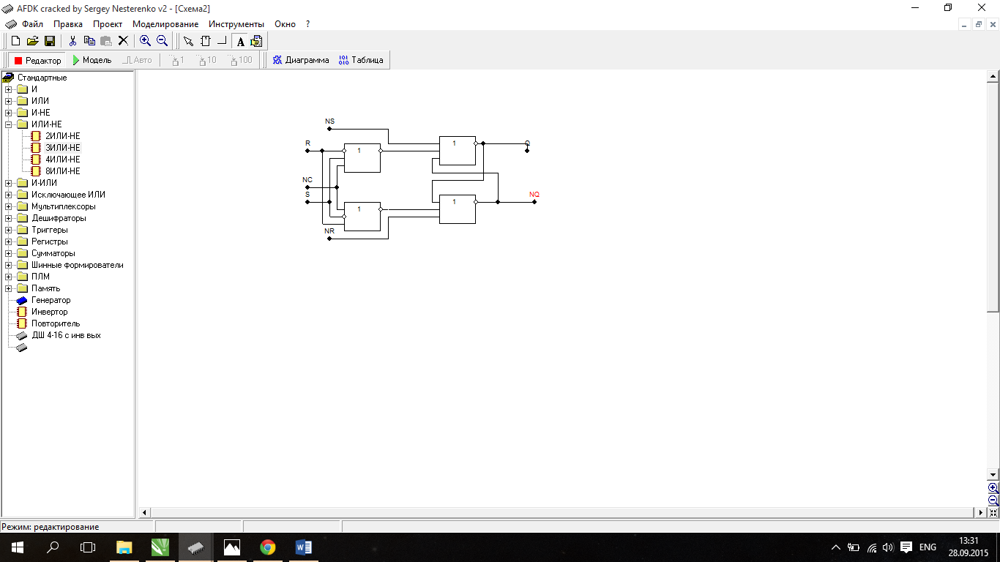 AFDK cracked by Sergey Nesterenko v2 - [Схема2]
Файл Правка Проект Моделирование Инструменты Окно ?
A
Редактор Модель Авто 1 10 100 Диаграмма Таблица
Стандартные
И
ИЛИ
И-НЕ
ИЛИ-НЕ
2ИЛИ-НЕ
3ИЛИ-НЕ
4ИЛИ-НЕ
8ИЛИ-НЕ
И-ИЛИ
Исключающее ИЛИ
Мультиплексоры
Дешифраторы
Триггеры
Регистры
Сумматоры
Шинные формирователи
ПЛМ
Память
Генератор
Инвертор
Повторитель
ДШ 4-16 с инв вых
NS
R 1 1 Q
NC
S 1 NQ
1
NR
Режим: редактирование
ENG 13:31
28.09.2015